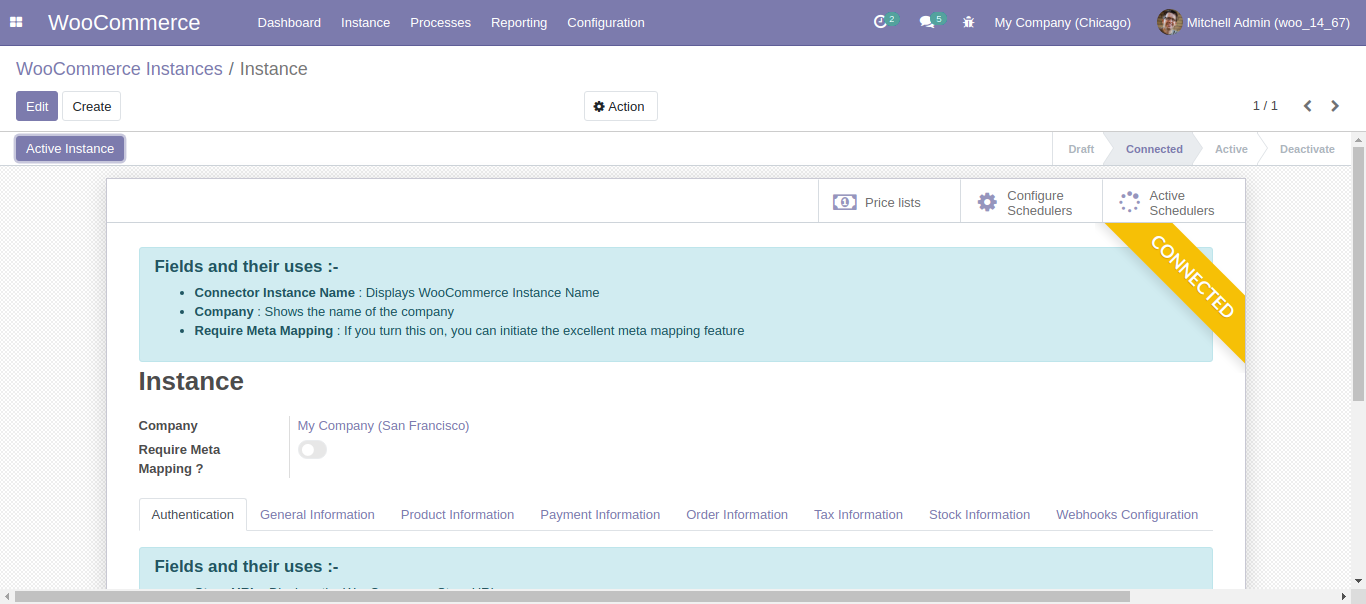 WooCommerce Dashboard Instance Processes Reporting Configuration 2 5 My Company (Chicago) Mitchell Admin (woo_14_67)
WooCommerce Instances / Instance
Edit Create Action 1 / 1
Active Instance Draft Connected Active Deactivate
Price lists
Configure
Schedulers
Active
Schedulers
CONNECTED
Fields and their uses :-
• Connector Instance Name : Displays WooCommerce Instance Name
• Company : Shows the name of the company
• Require Meta Mapping : If you turn this on, you can initiate the excellent meta mapping feature
Instance
Company My Company (San Francisco)
Require Meta
Mapping ?
Authentication General Information Product Information Payment Information Order Information Tax Information Stock Information Webhooks Configuration
Fields and their uses :-